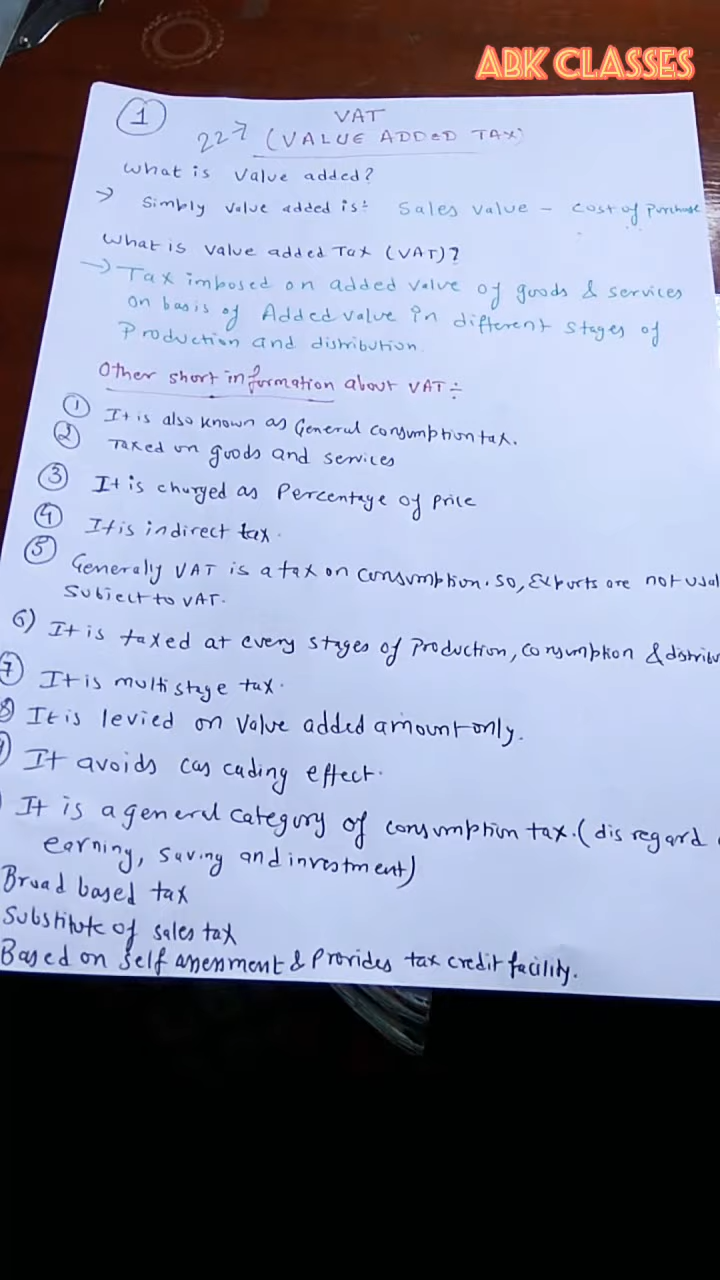 ABK CLASSES
1
VAT
227 (VALUE ADDED TAX)
What is Value added?
→ Simply value added is÷ Sales value - Cost of Purchase
What is value added Tax (VAT)?
→ Tax imbosed on added value of goods & services
on basis of Added value in different stages of
Production and distribution.
Other short information about VAT÷
① It is also known as General consumption tax.
② Taxed on goods and services
③ It is charged as Percentage of price
④ It is indirect tax.
⑤ Generaly VAT is a tax on consumption. so, Exports are not usal
Subject to VAT.
6) It is taxed at every stages of Production, Consumption & distribu
⑦ It is multistage tax.
8) It is levied on Value added amount only.
) It avoids cascading effect.
It is a general category of consumption tax. (disregard
earning, saving and investment)
Broad based tax
Substitute of sales tax
Based on Self assessment & Provides tax credit facility.